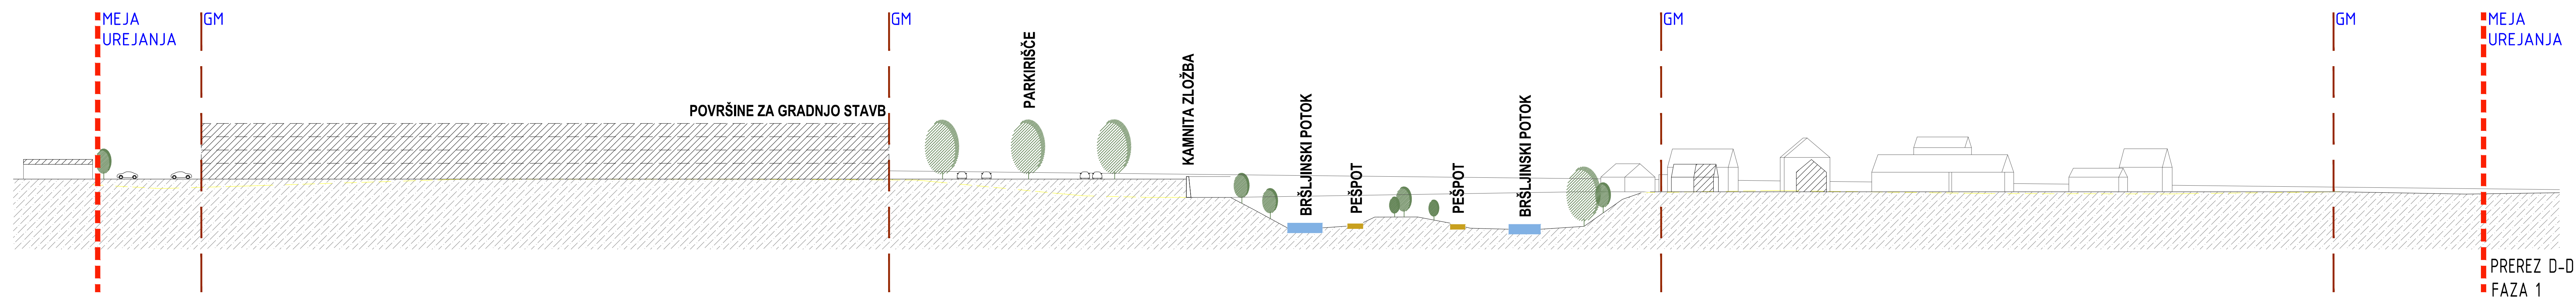 MEJA
UREJANJA
GM
POVRŠINE ZA GRADNJO STAVB
GM
PARKIRIŠČE
KAMNITA ZLOŽBA
BRŠLJINSKI POTOK
PEŠPOT
PEŠPOT
BRŠLJINSKI POTOK
GM
GM
MEJA
UREJANJA
PREREZ D-D
FAZA 1